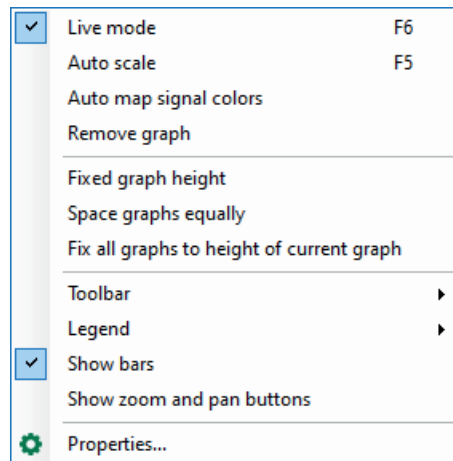 Live mode F6
Auto scale F5
Auto map signal colors
Remove graph
Fixed graph height
Space graphs equally
Fix all graphs to height of current graph
Toolbar
Legend
Show bars
Show zoom and pan buttons
Properties...